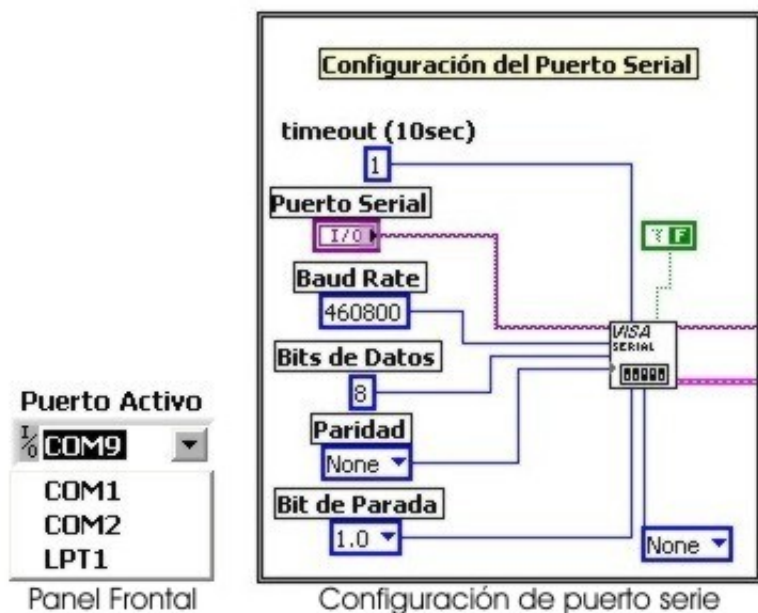 Configuración del Puerto Serial
timeout (10sec)
1
Puerto Serial
I/O
F
Baud Rate
460800
VISA
SERIAL
Bits de Datos
8
Paridad
None
Bit de Parada
1.0
None
Puerto Activo
I/O COM9
COM1
COM2
LPT1
Panel Frontal
Configuración de puerto serie